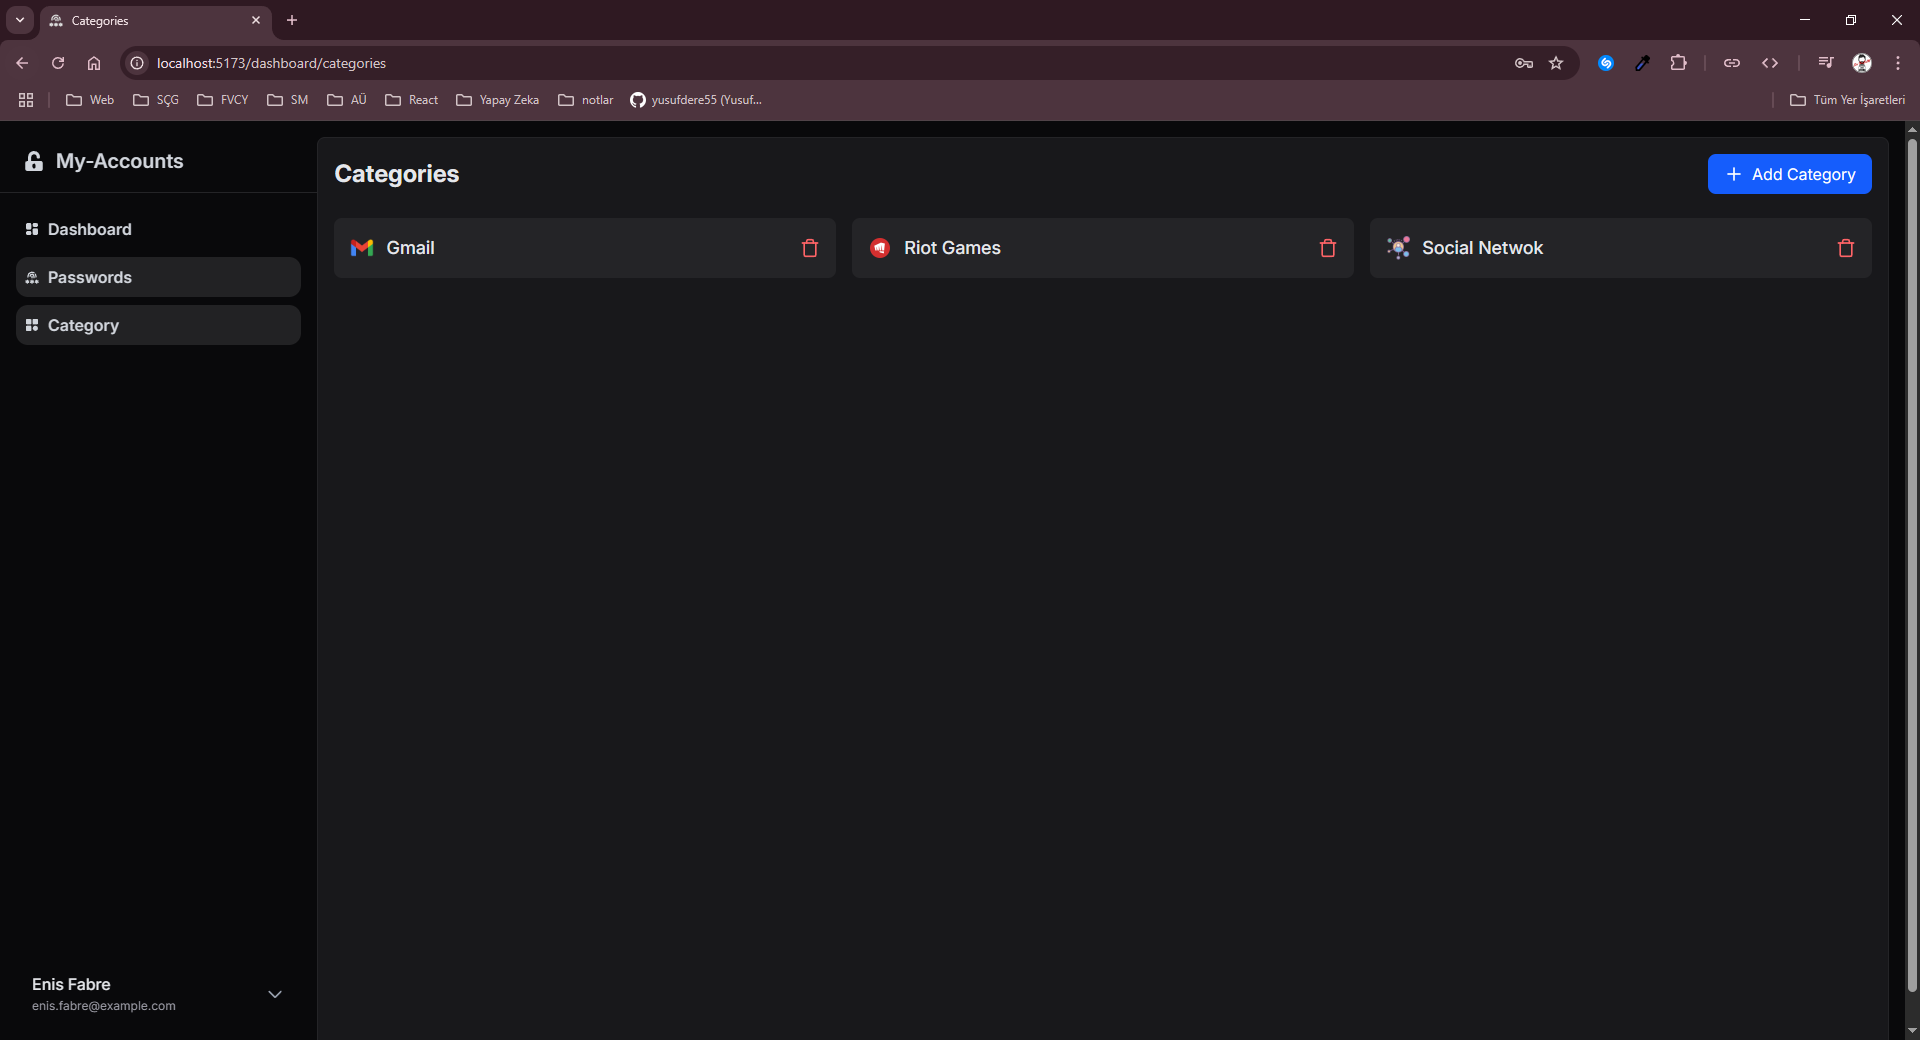 Categories
localhost:5173/dashboard/categories
Web SÇG FVCY SM AÜ React Yapay Zeka notlar yusufdere55 (Yusuf... Tüm Yer İşaretleri
My-Accounts
Dashboard
Passwords
Category
Categories
Add Category
Gmail
Riot Games
Social Netwok
Enis Fabre
enis.fabre@example.com